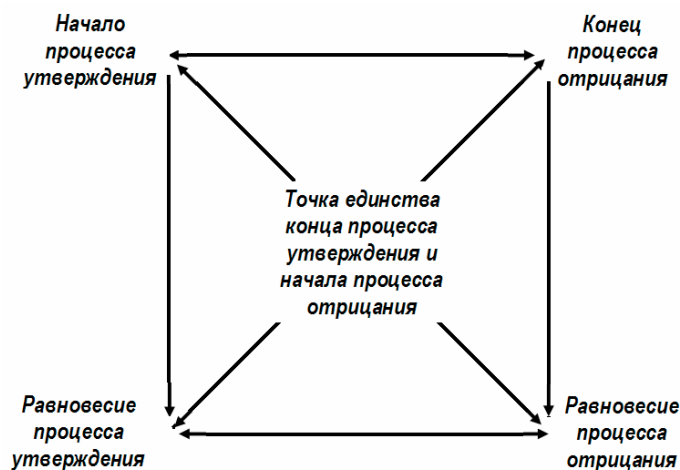 Начало
процесса
утверждения
Конец
процесса
отрицания
Точка единства
конца процесса
утверждения и
начала процесса
отрицания
Равновесие
процесса
утверждения
Равновесие
процесса
отрицания